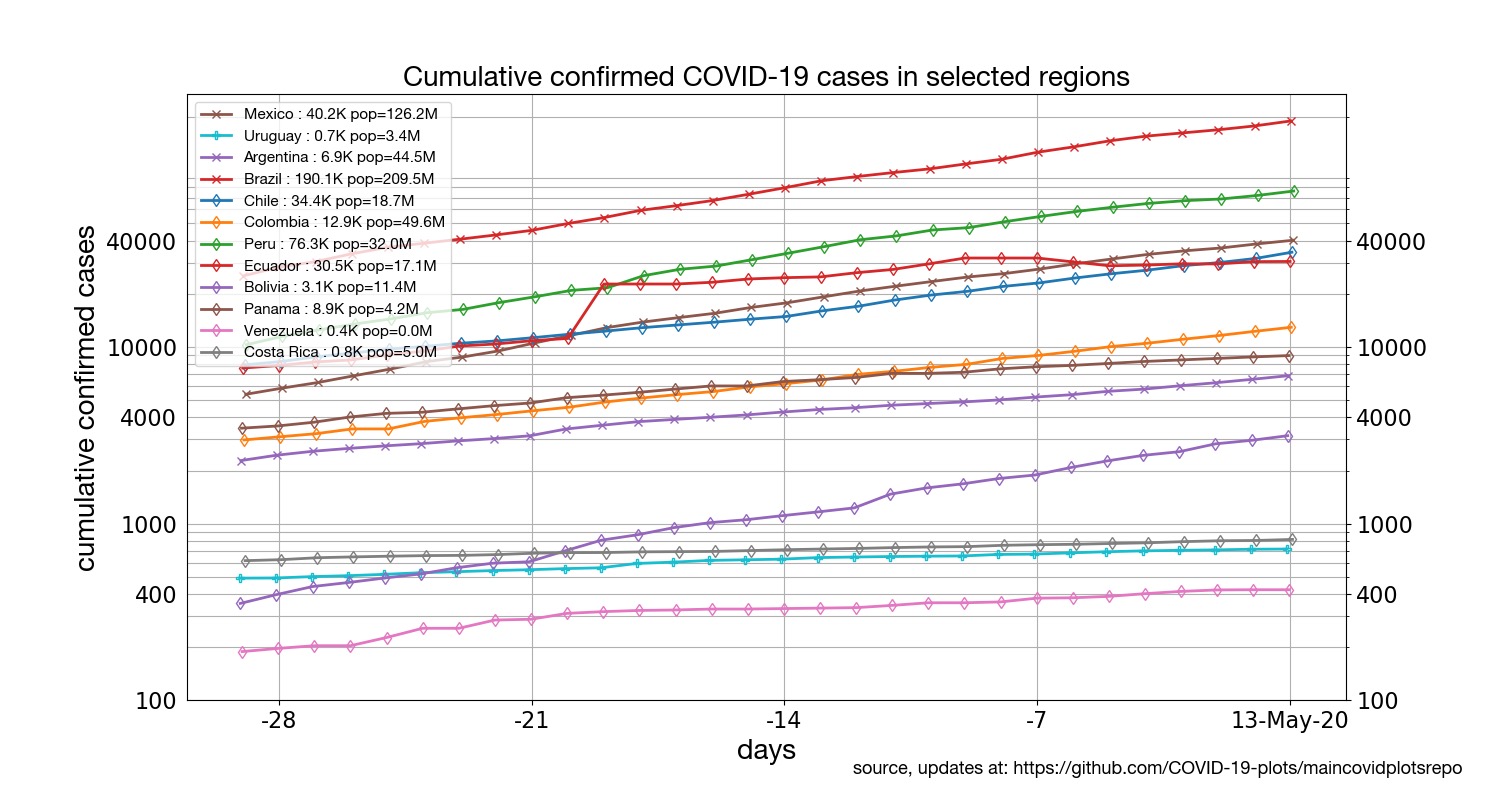 Cumulative confirmed COVID-19 cases in selected regions
Mexico : 40.2K pop=126.2M
Uruguay : 0.7K pop=3.4M
Argentina : 6.9K pop=44.5M
Brazil : 190.1K pop=209.5M
Chile : 34.4K pop=18.7M
Colombia : 12.9K pop=49.6M
Peru : 76.3K pop=32.0M
Ecuador : 30.5K pop=17.1M
Bolivia : 3.1K pop=11.4M
Panama : 8.9K pop=4.2M
Venezuela : 0.4K pop=0.0M
Costa Rica : 0.8K pop=5.0M
cumulative confirmed cases
40000
10000
4000
1000
400
100
40000
10000
4000
1000
400
100
-28
-21
-14
-7
13-May-20
days
source, updates at: https://github.com/COVID-19-plots/maincovidplotsrepo